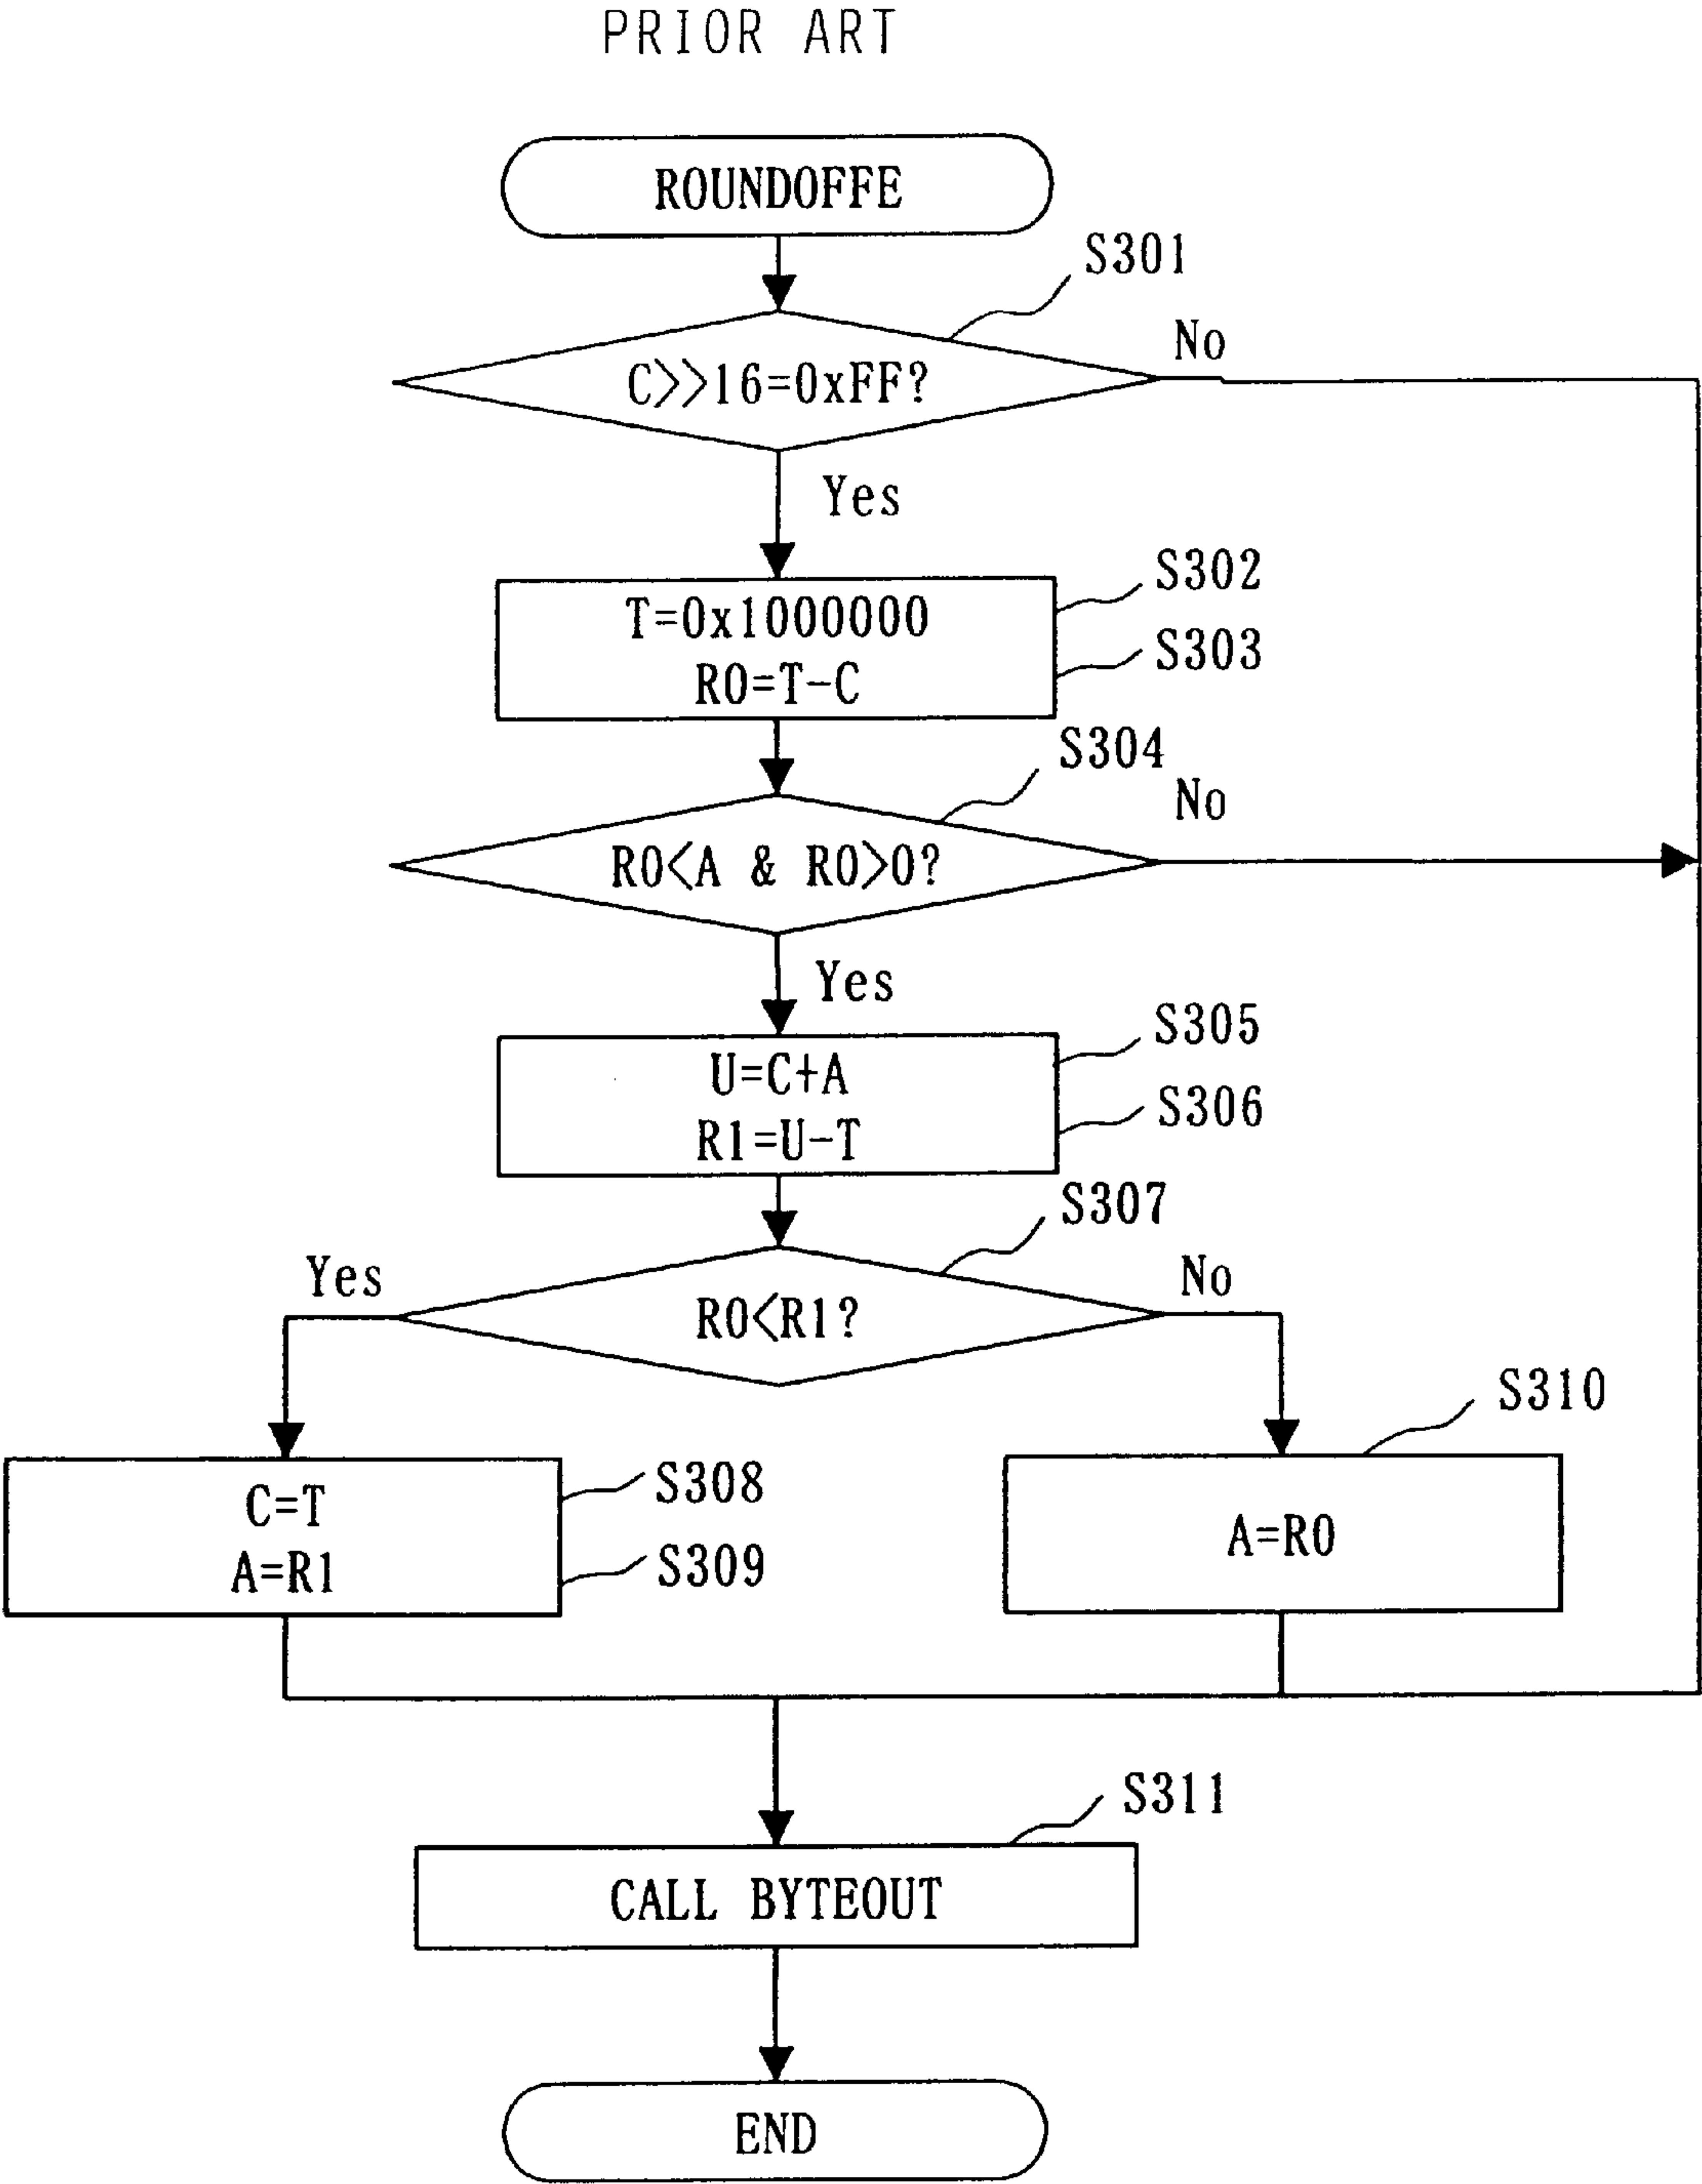 PRIOR ART
ROUNDOFFE
S301
C>>16=0xFF?
No
Yes
S302
T=0x1000000
S303
R0=T-C
S304
No
R0<A & R0>0?
Yes
S305
U=C+A
S306
R1=U-T
S307
Yes
No
R0<R1?
S310
S308
C=T
A=R0
S309
A=R1
S311
CALL BYTEOUT
END